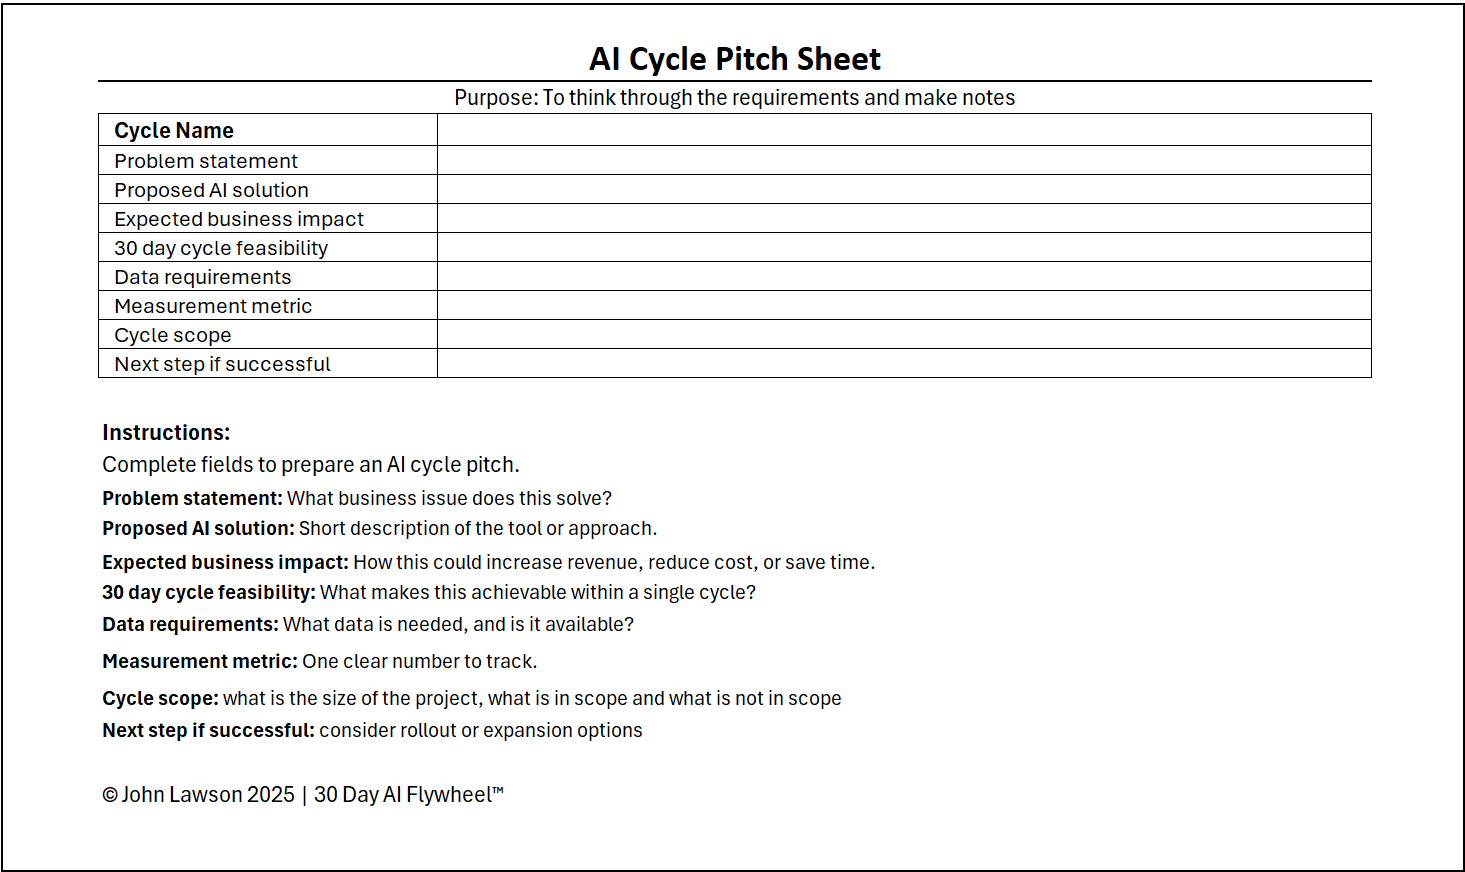 AI Cycle Pitch Sheet
Purpose: To think through the requirements and make notes
Cycle Name
Problem statement
Proposed AI solution
Expected business impact
30 day cycle feasibility
Data requirements
Measurement metric
Cycle scope
Next step if successful
Instructions:
Complete fields to prepare an AI cycle pitch.
Problem statement: What business issue does this solve?
Proposed AI solution: Short description of the tool or approach.
Expected business impact: How this could increase revenue, reduce cost, or save time.
30 day cycle feasibility: What makes this achievable within a single cycle?
Data requirements: What data is needed, and is it available?
Measurement metric: One clear number to track.
Cycle scope: what is the size of the project, what is in scope and what is not in scope
Next step if successful: consider rollout or expansion options
© John Lawson 2025 | 30 Day AI Flywheel™